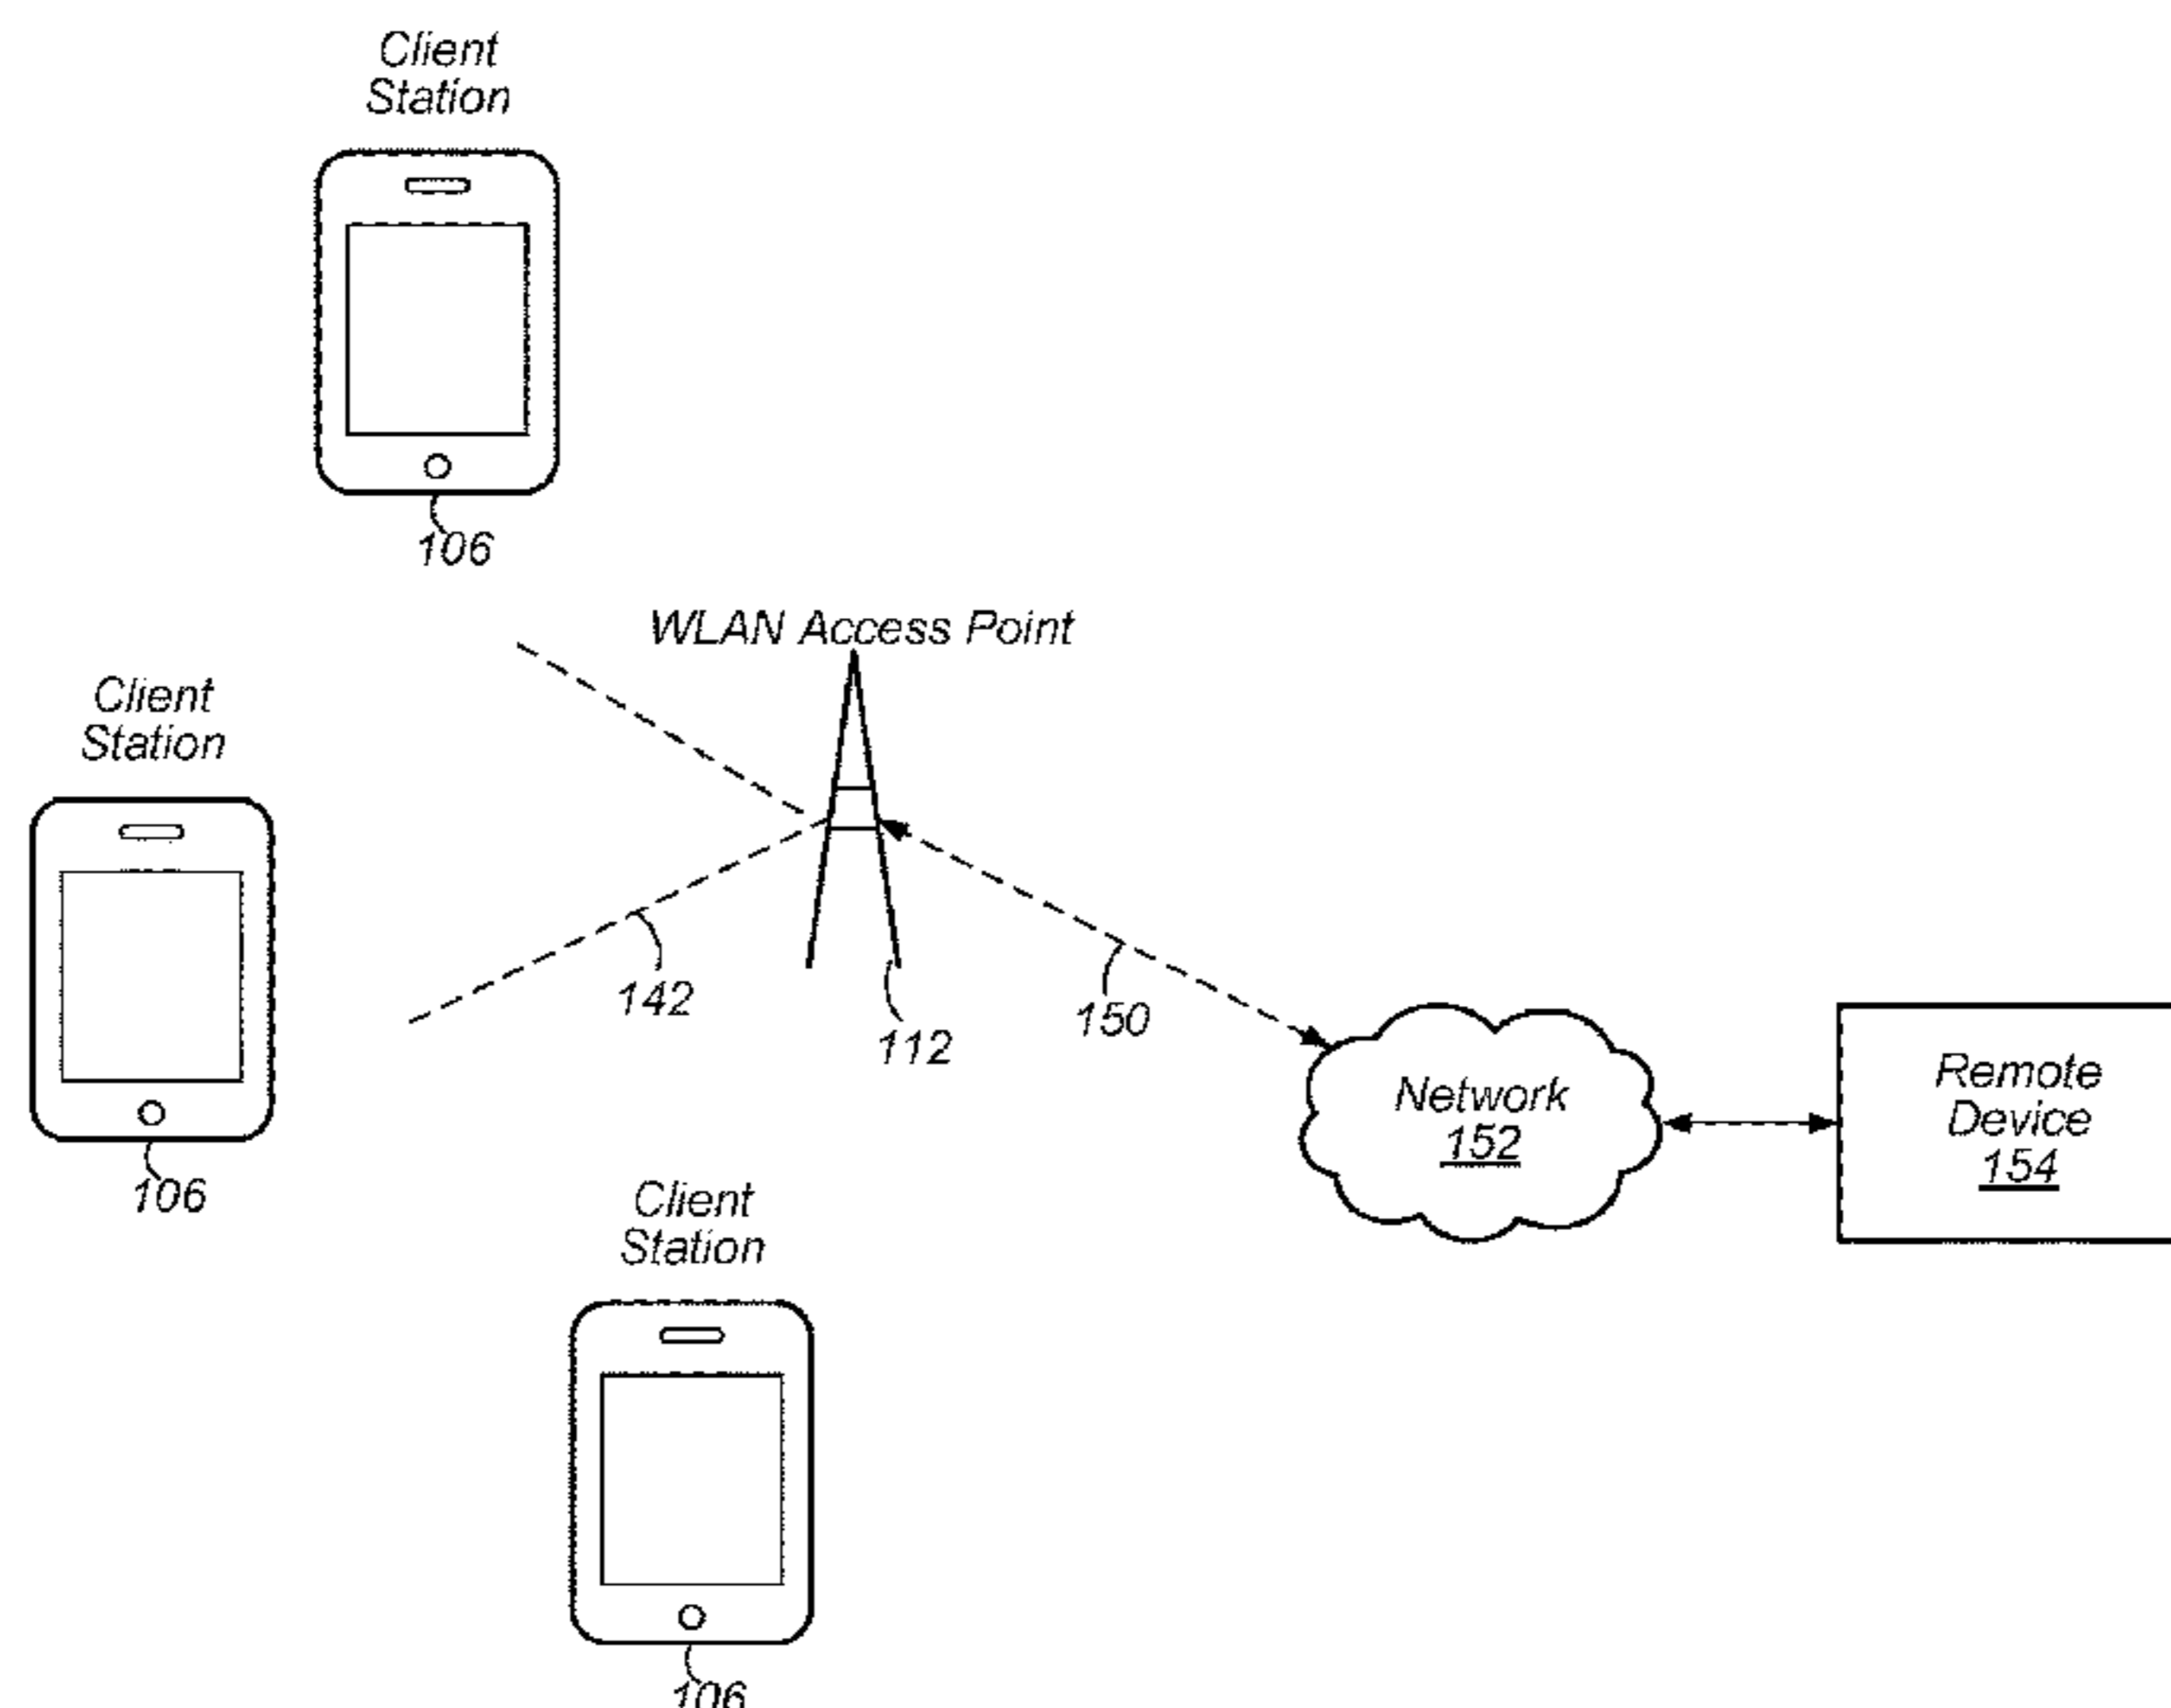 Client
Station
106
WLAN Access Point
Client
Station
142
112
150
Network
152
Remote
Device
154
106
Client
Station
106